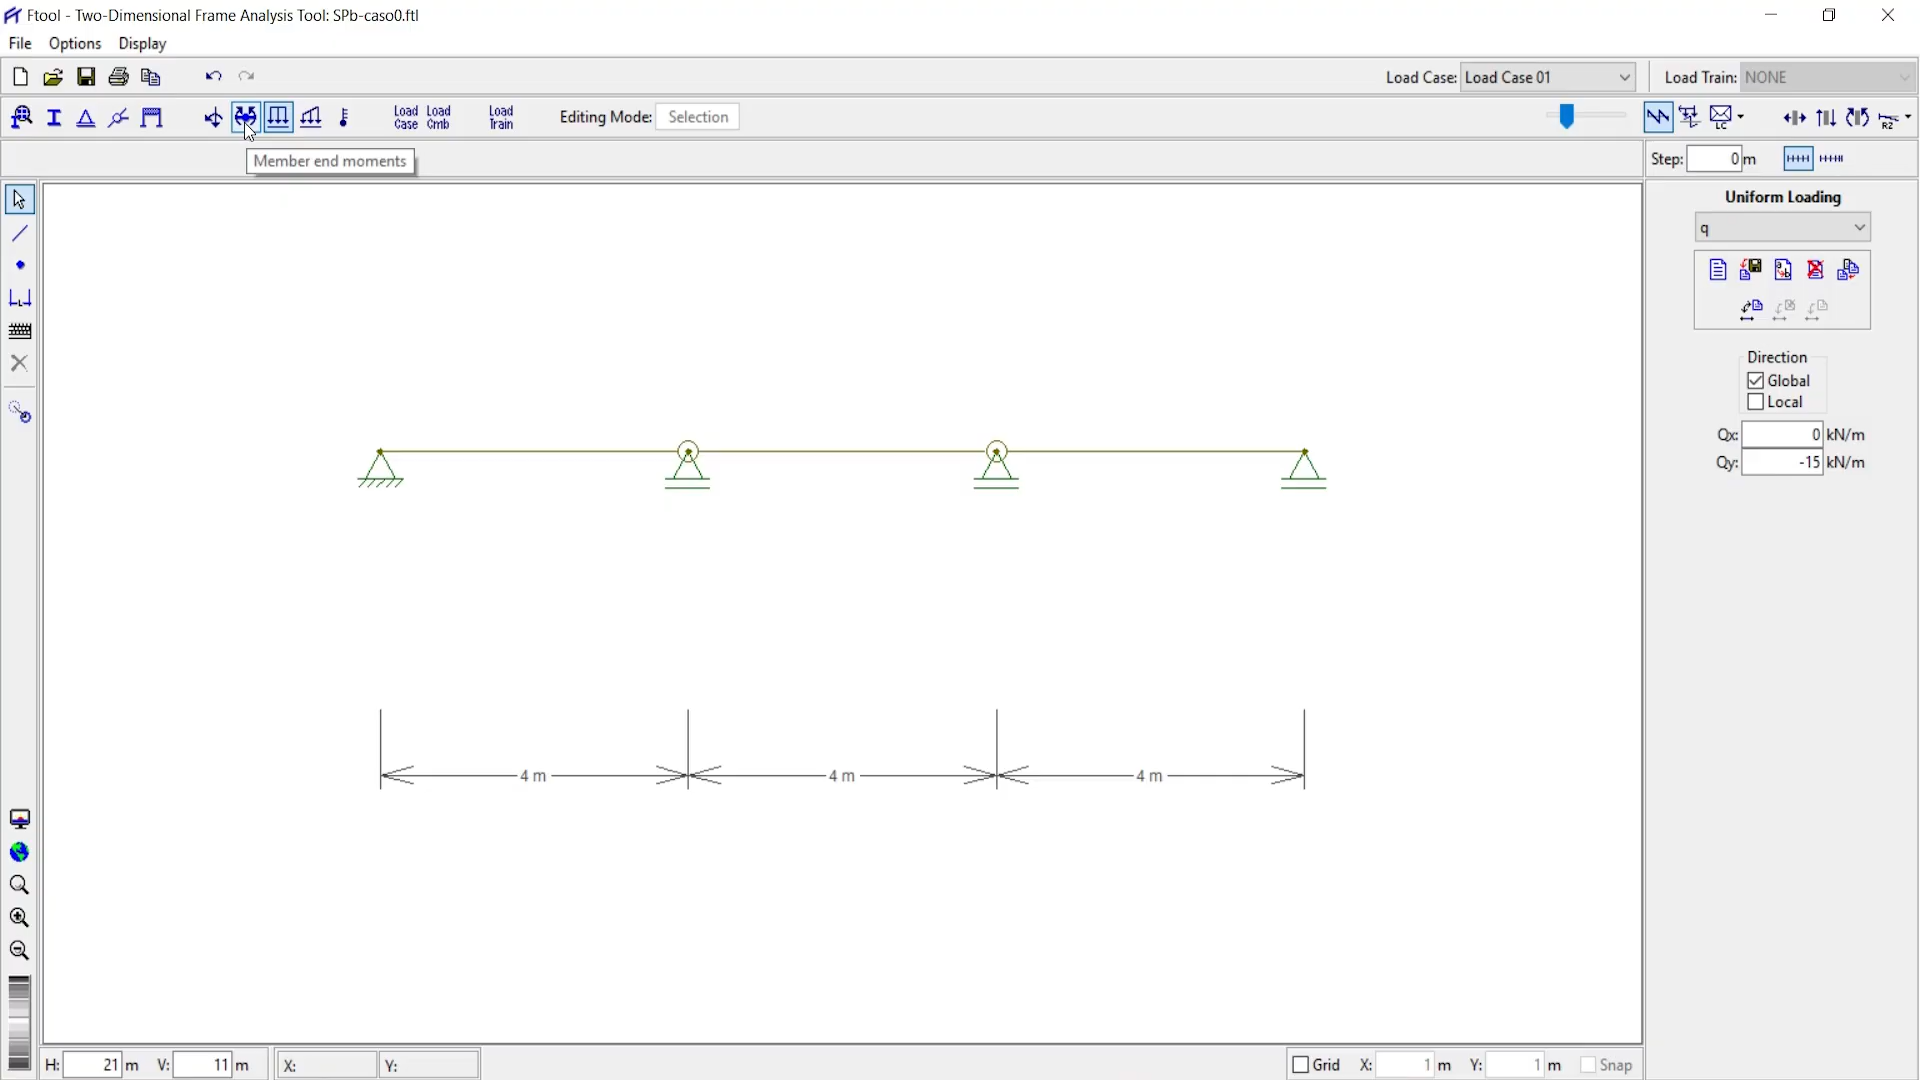 Ftool - Two-Dimensional Frame Analysis Tool: SPb-caso0.ftl
File Options Display
Load Case: Load Case 01 Load Train: NONE
Load Case Load Cmb Load Train Editing Mode: Selection LC R2
Member end moments
Step: 0 m
Uniform Loading
q
Direction
Global
Local
Qx: 0 kN/m
Qy: -15 kN/m
L
4 m 4 m 4 m
H: 21 m V: 11 m X: Y: Grid X: 1 m Y: 1 m Snap